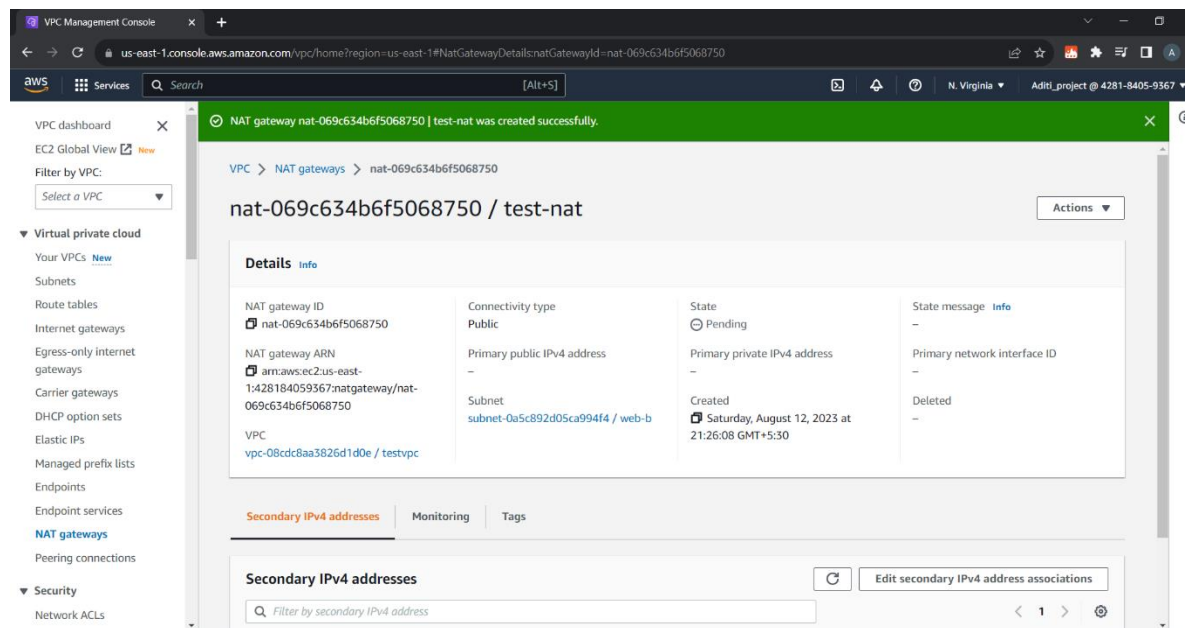 VPC Management Console
us-east-1.console.aws.amazon.com/vpc/home?region=us-east-1#NatGatewayDetails:natGatewayId=nat-069c634b6f5068750
A
aws
Services
Search
[Alt+S]
N. Virginia
Aditi_project @ 4281-8405-9367
VPC dashboard
EC2 Global View New
Filter by VPC:
Select a VPC
Virtual private cloud
Your VPCs New
Subnets
Route tables
Internet gateways
Egress-only internet
gateways
Carrier gateways
DHCP option sets
Elastic IPs
Managed prefix lists
Endpoints
Endpoint services
NAT gateways
Peering connections
Security
Network ACLs
NAT gateway nat-069c634b6f5068750 | test-nat was created successfully.
VPC > NAT gateways > nat-069c634b6f5068750
nat-069c634b6f5068750 / test-nat
Actions
Details Info
NAT gateway ID
nat-069c634b6f5068750
Connectivity type
Public
State
Pending
State message Info
–
NAT gateway ARN
arn:aws:ec2:us-east-
1:428184059367:natgateway/nat-
069c634b6f5068750
Primary public IPv4 address
–
Primary private IPv4 address
–
Primary network interface ID
–
VPC
vpc-08cdc8aa3826d1d0e / testvpc
Subnet
subnet-0a5c892d05ca994f4 / web-b
Created
Saturday, August 12, 2023 at
21:26:08 GMT+5:30
Deleted
–
Secondary IPv4 addresses
Monitoring
Tags
Secondary IPv4 addresses
Edit secondary IPv4 address associations
Filter by secondary IPv4 address
1